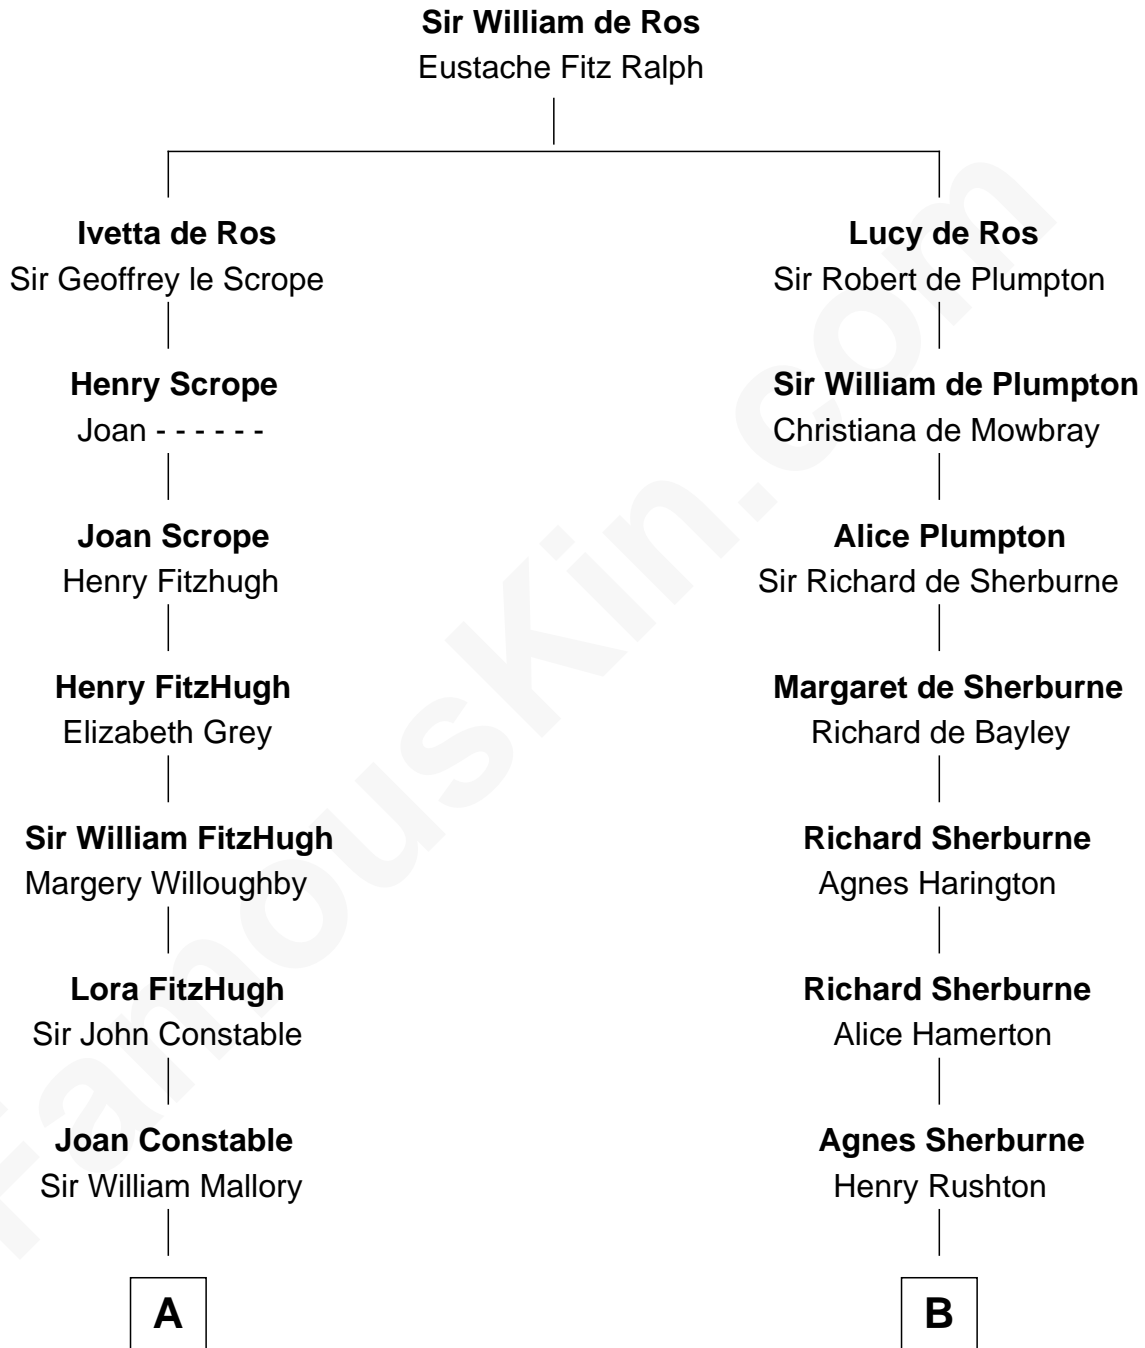 Sir William de Ros
Eustache Fitz Ralph
Ivetta de Ros
Sir Geoffrey le Scrope
Lucy de Ros
Sir Robert de Plumpton
Henry Scrope
Joan - - - - - -
Sir William de Plumpton
Christiana de Mowbray
Joan Scrope
Henry Fitzhugh
Alice Plumpton
Sir Richard de Sherburne
Henry FitzHugh
Elizabeth Grey
Margaret de Sherburne
Richard de Bayley
Sir William FitzHugh
Margery Willoughby
Richard Sherburne
Agnes Harington
Lora FitzHugh
Sir John Constable
Richard Sherburne
Alice Hamerton
Joan Constable
Sir William Mallory
Agnes Sherburne
Henry Rushton
A
B
FamousKin.com